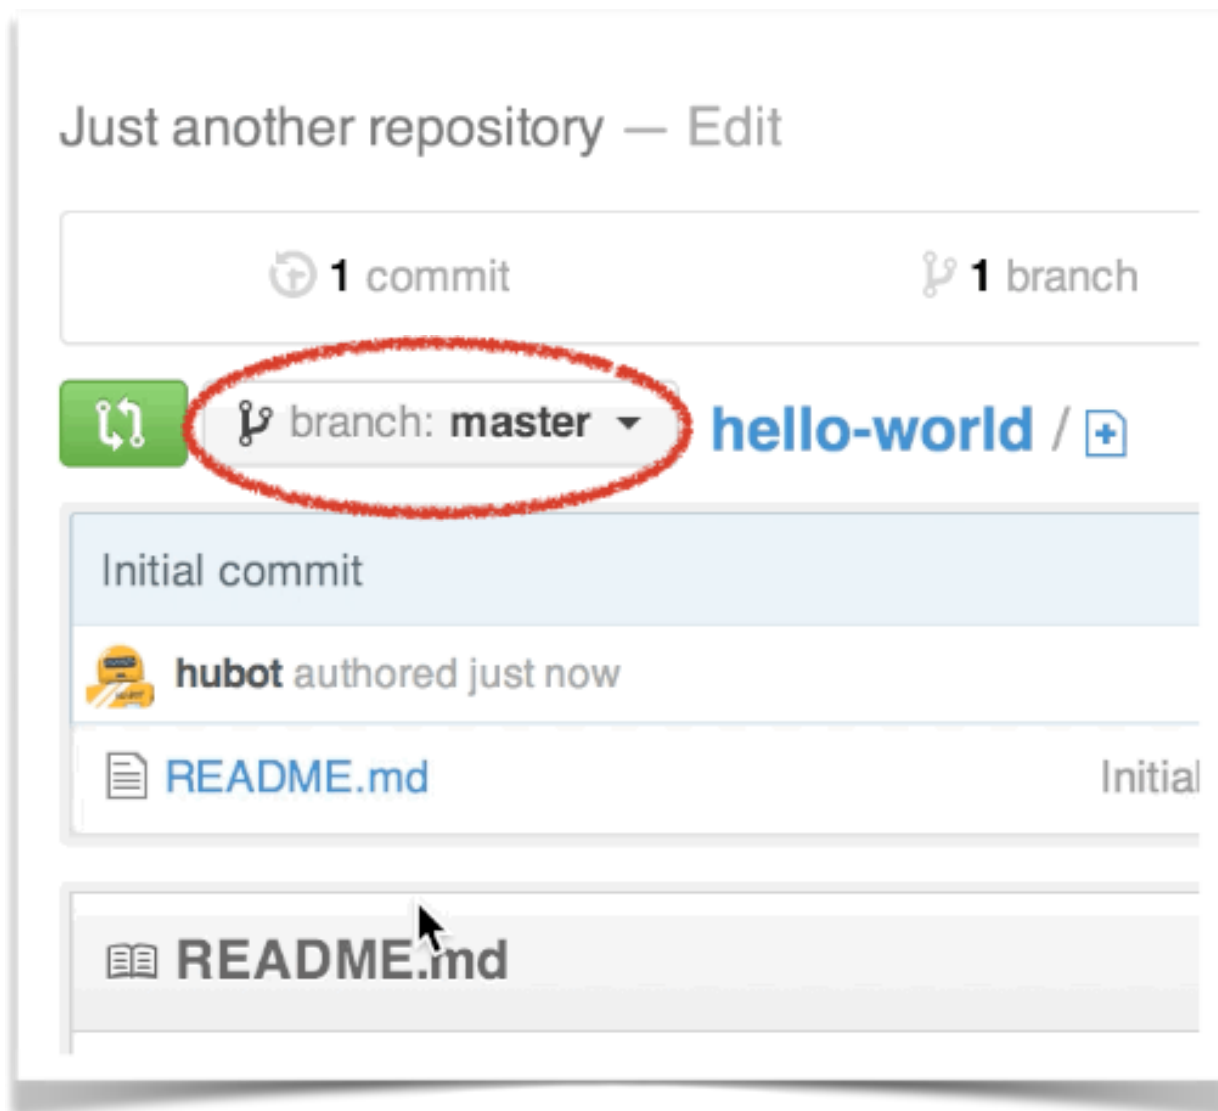 Just another repository — Edit
1 commit 1 branch
branch: master hello-world /
Initial commit
hubot authored just now
README.md Initial
README.md